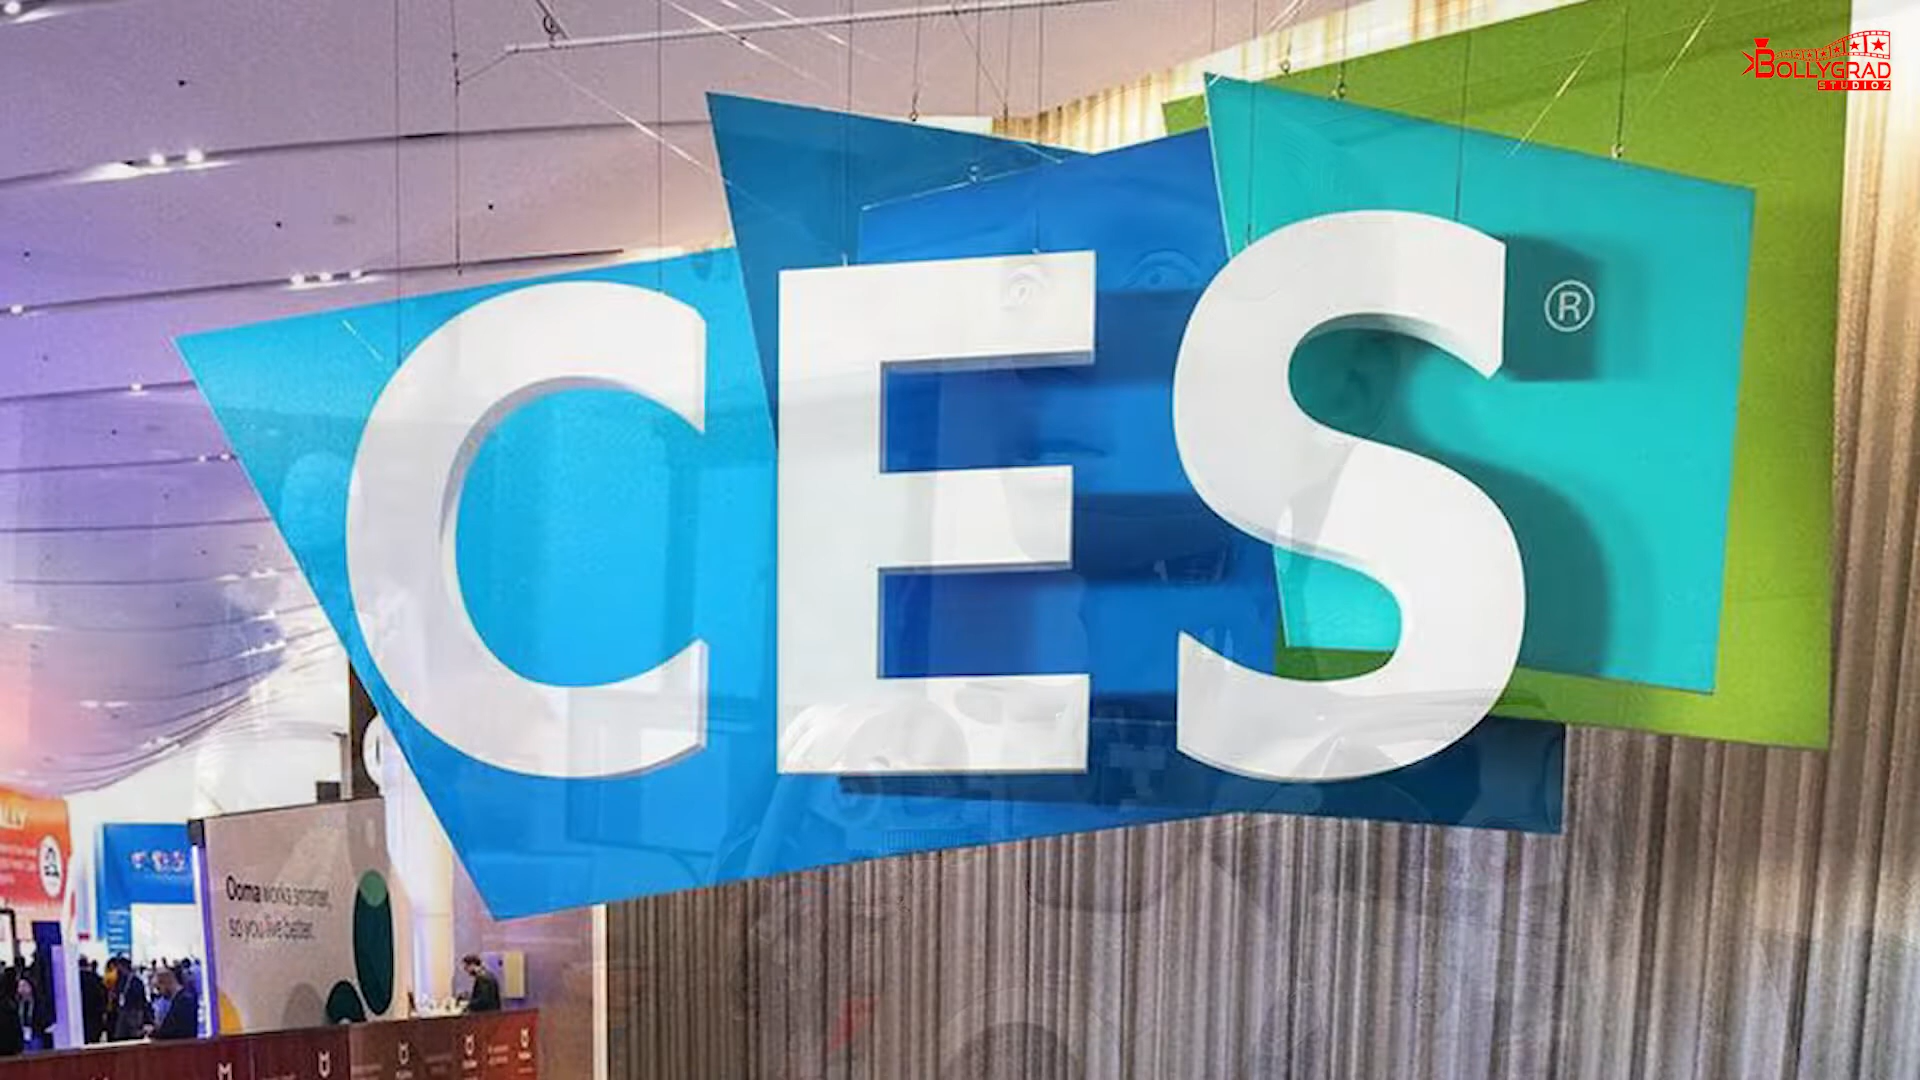 BOLLYGRAD
STUDIOZ
CES
®
Ooma works smarter,
so you live better.